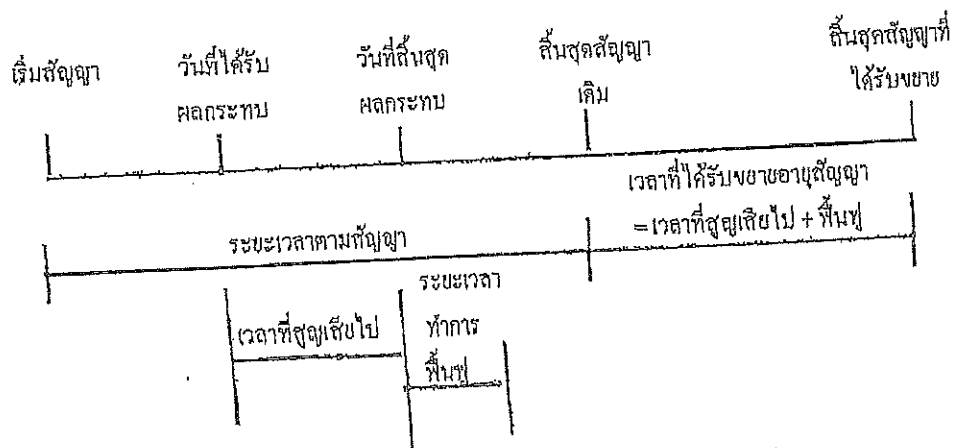 เริ่มสัญญา
วันที่ได้รับ
ผลกระทบ
วันที่สิ้นสุด
ผลกระทบ
สิ้นสุดสัญญา
เดิม
สิ้นสุดสัญญาที่
ได้รับขยาย
เวลาที่ได้รับขยายอายุสัญญา
=เวลาที่สูญเสียไป + ฟื้นฟู
ระยะเวลาตามสัญญา
เวลาที่สูญเสียไป
ระยะเวลา
ทำการ
ฟื้นฟู